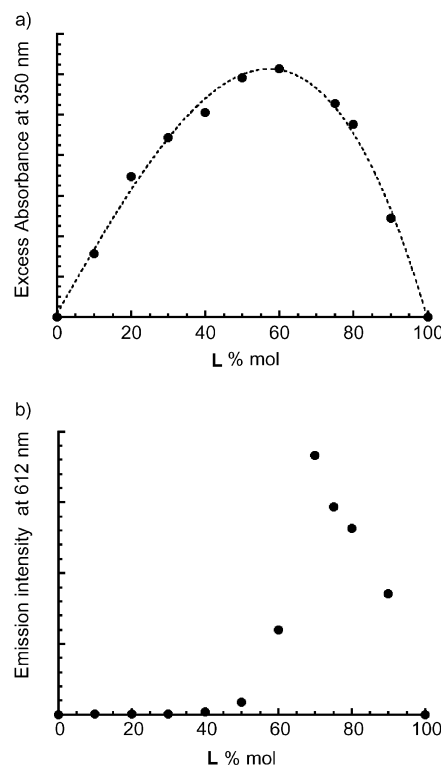 a)
Excess Absorbance at 350 nm
0 20 40 60 80 100
L % mol
b)
Emission intensity at 612 nm
0 20 40 60 80 100
L % mol